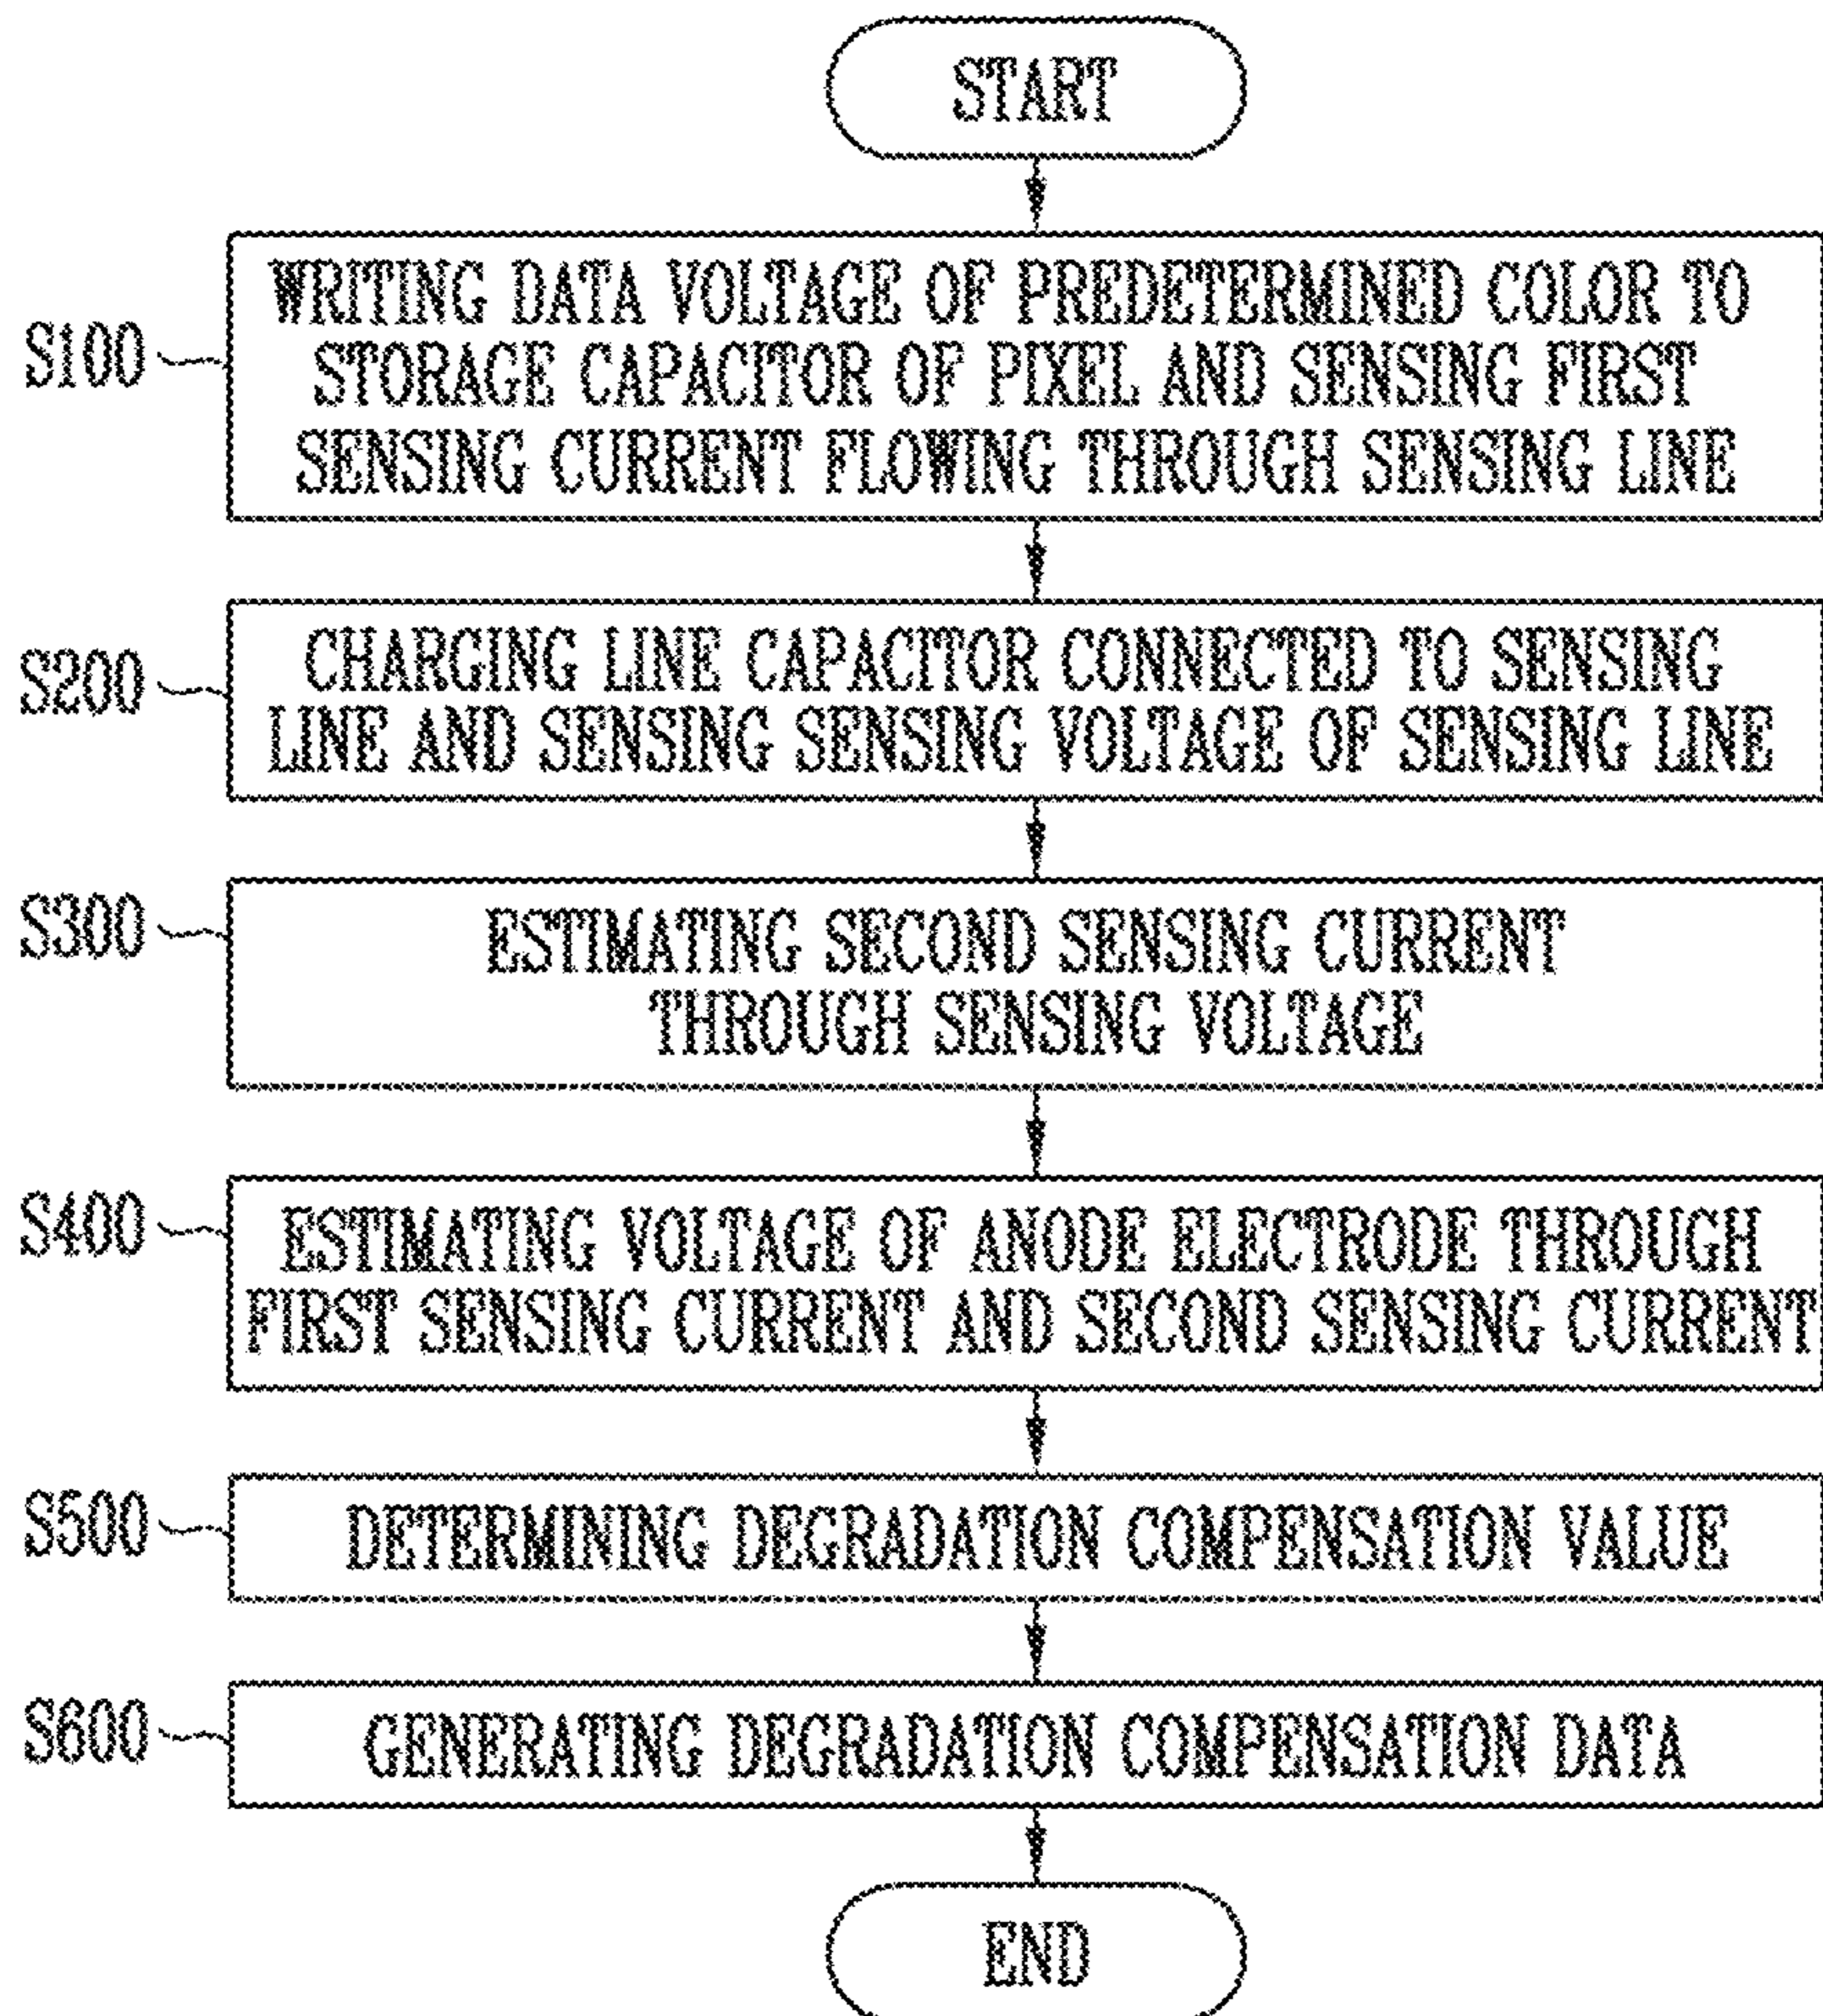 START
S100
WRITING DATA VOLTAGE OF PREDETERMINED COLOR TO
STORAGE CAPACITOR OF PIXEL AND SENSING FIRST
SENSING CURRENT FLOWING THROUGH SENSING LINE
S200
CHARGING LINE CAPACITOR CONNECTED TO SENSING
LINE AND SENSING SENSING VOLTAGE OF SENSING LINE
S300
ESTIMATING SECOND SENSING CURRENT
THROUGH SENSING VOLTAGE
S400
ESTIMATING VOLTAGE OF ANODE ELECTRODE THROUGH
FIRST SENSING CURRENT AND SECOND SENSING CURRENT
S500
DETERMINING DEGRADATION COMPENSATION VALUE
S600
GENERATING DEGRADATION COMPENSATION DATA
END